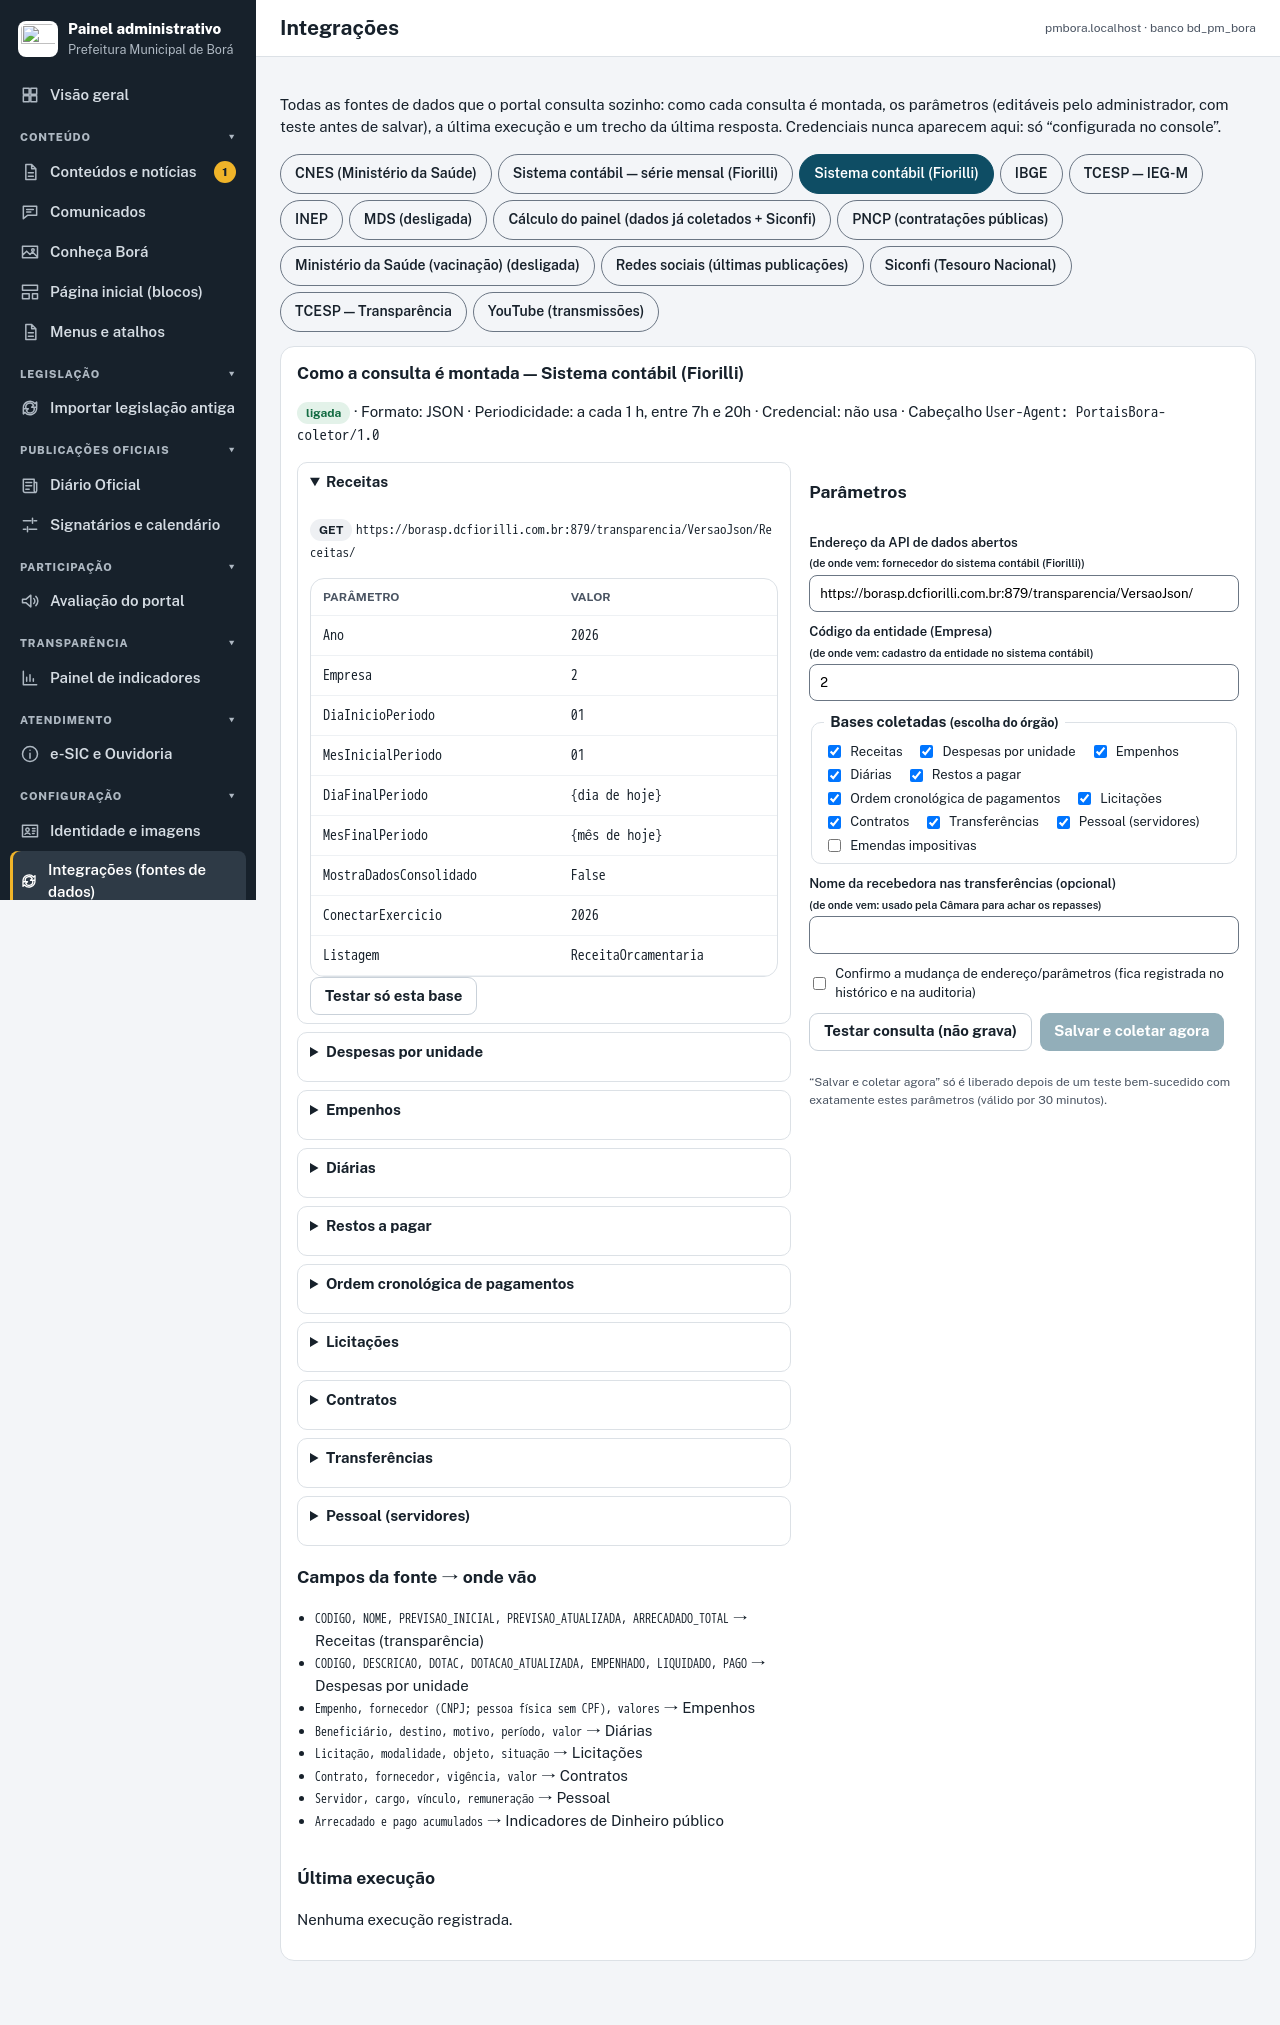 Painel administrativo
Prefeitura Municipal de Borá
Visão geral
CONTEÚDO
Conteúdos e notícias 1
Comunicados
Conheça Borá
Página inicial (blocos)
Menus e atalhos
LEGISLAÇÃO
Importar legislação antiga
PUBLICAÇÕES OFICIAIS
Diário Oficial
Signatários e calendário
PARTICIPAÇÃO
Avaliação do portal
TRANSPARÊNCIA
Painel de indicadores
ATENDIMENTO
e-SIC e Ouvidoria
CONFIGURAÇÃO
Identidade e imagens
Integrações (fontes de
dados)
Integrações
pmbora.localhost · banco bd_pm_bora
Todas as fontes de dados que o portal consulta sozinho: como cada consulta é montada, os parâmetros (editáveis pelo administrador, com
teste antes de salvar), a última execução e um trecho da última resposta. Credenciais nunca aparecem aqui: só “configurada no console”.
CNES (Ministério da Saúde) Sistema contábil — série mensal (Fiorilli) Sistema contábil (Fiorilli) IBGE TCESP — IEG-M
INEP MDS (desligada) Cálculo do painel (dados já coletados + Siconfi) PNCP (contratações públicas)
Ministério da Saúde (vacinação) (desligada) Redes sociais (últimas publicações) Siconfi (Tesouro Nacional)
TCESP — Transparência YouTube (transmissões)
Como a consulta é montada — Sistema contábil (Fiorilli)
ligada · Formato: JSON · Periodicidade: a cada 1 h, entre 7h e 20h · Credencial: não usa · Cabeçalho User-Agent: PortaisBora-
coletor/1.0
Receitas
GET https://borasp.dcfiorilli.com.br:879/transparencia/VersaoJson/Re
ceitas/
PARÂMETRO VALOR
Ano 2026
Empresa 2
DiaInicioPeriodo 01
MesInicialPeriodo 01
DiaFinalPeriodo {dia de hoje}
MesFinalPeriodo {mês de hoje}
MostraDadosConsolidado False
ConectarExercicio 2026
Listagem ReceitaOrcamentaria
Testar só esta base
Despesas por unidade
Empenhos
Diárias
Restos a pagar
Ordem cronológica de pagamentos
Licitações
Contratos
Transferências
Pessoal (servidores)
Parâmetros
Endereço da API de dados abertos
(de onde vem: fornecedor do sistema contábil (Fiorilli))
https://borasp.dcfiorilli.com.br:879/transparencia/VersaoJson/
Código da entidade (Empresa)
(de onde vem: cadastro da entidade no sistema contábil)
2
Bases coletadas (escolha do órgão)
Receitas Despesas por unidade Empenhos
Diárias Restos a pagar
Ordem cronológica de pagamentos Licitações
Contratos Transferências Pessoal (servidores)
Emendas impositivas
Nome da recebedora nas transferências (opcional)
(de onde vem: usado pela Câmara para achar os repasses)
Confirmo a mudança de endereço/parâmetros (fica registrada no
histórico e na auditoria)
Testar consulta (não grava) Salvar e coletar agora
“Salvar e coletar agora” só é liberado depois de um teste bem-sucedido com
exatamente estes parâmetros (válido por 30 minutos).
Campos da fonte → onde vão
CODIGO, NOME, PREVISAO_INICIAL, PREVISAO_ATUALIZADA, ARRECADADO_TOTAL →
Receitas (transparência)
CODIGO, DESCRICAO, DOTAC, DOTACAO_ATUALIZADA, EMPENHADO, LIQUIDADO, PAGO →
Despesas por unidade
Empenho, fornecedor (CNPJ; pessoa física sem CPF), valores → Empenhos
Beneficiário, destino, motivo, período, valor → Diárias
Licitação, modalidade, objeto, situação → Licitações
Contrato, fornecedor, vigência, valor → Contratos
Servidor, cargo, vínculo, remuneração → Pessoal
Arrecadado e pago acumulados → Indicadores de Dinheiro público
Última execução
Nenhuma execução registrada.